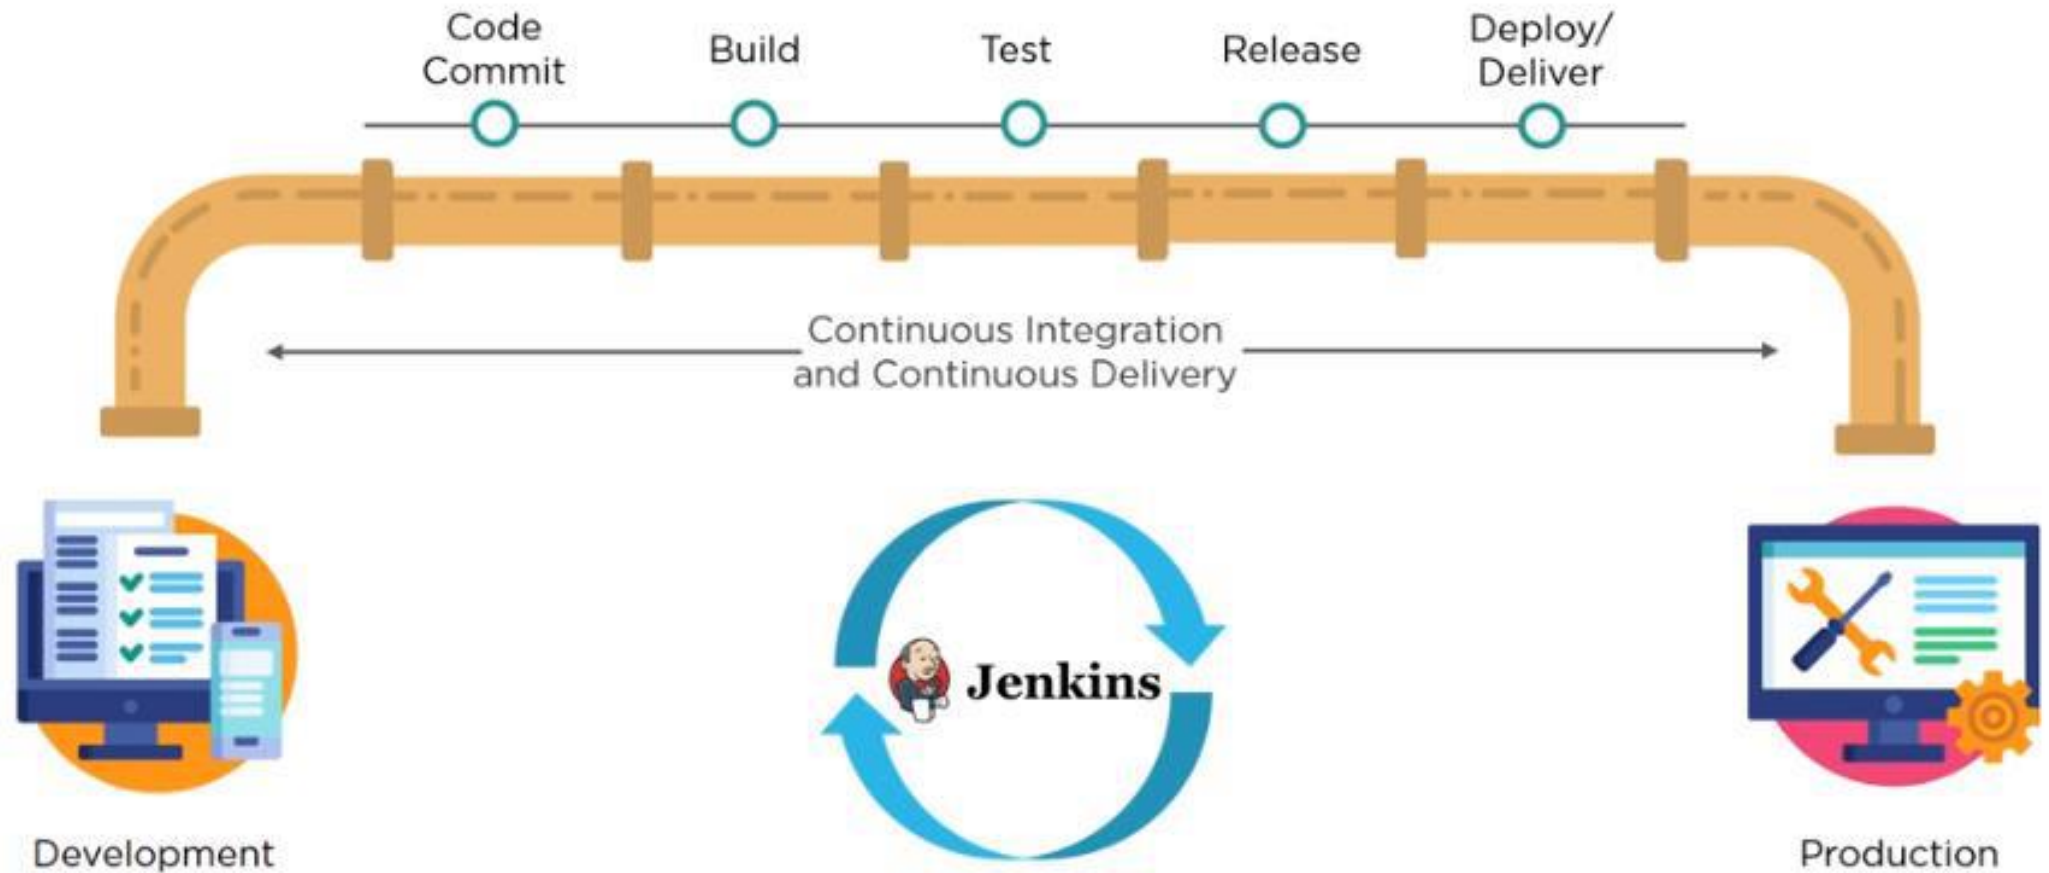 Code
Commit
Build
Test
Release
Deploy/
Deliver
Continuous Integration
and Continuous Delivery
Jenkins
Development
Production